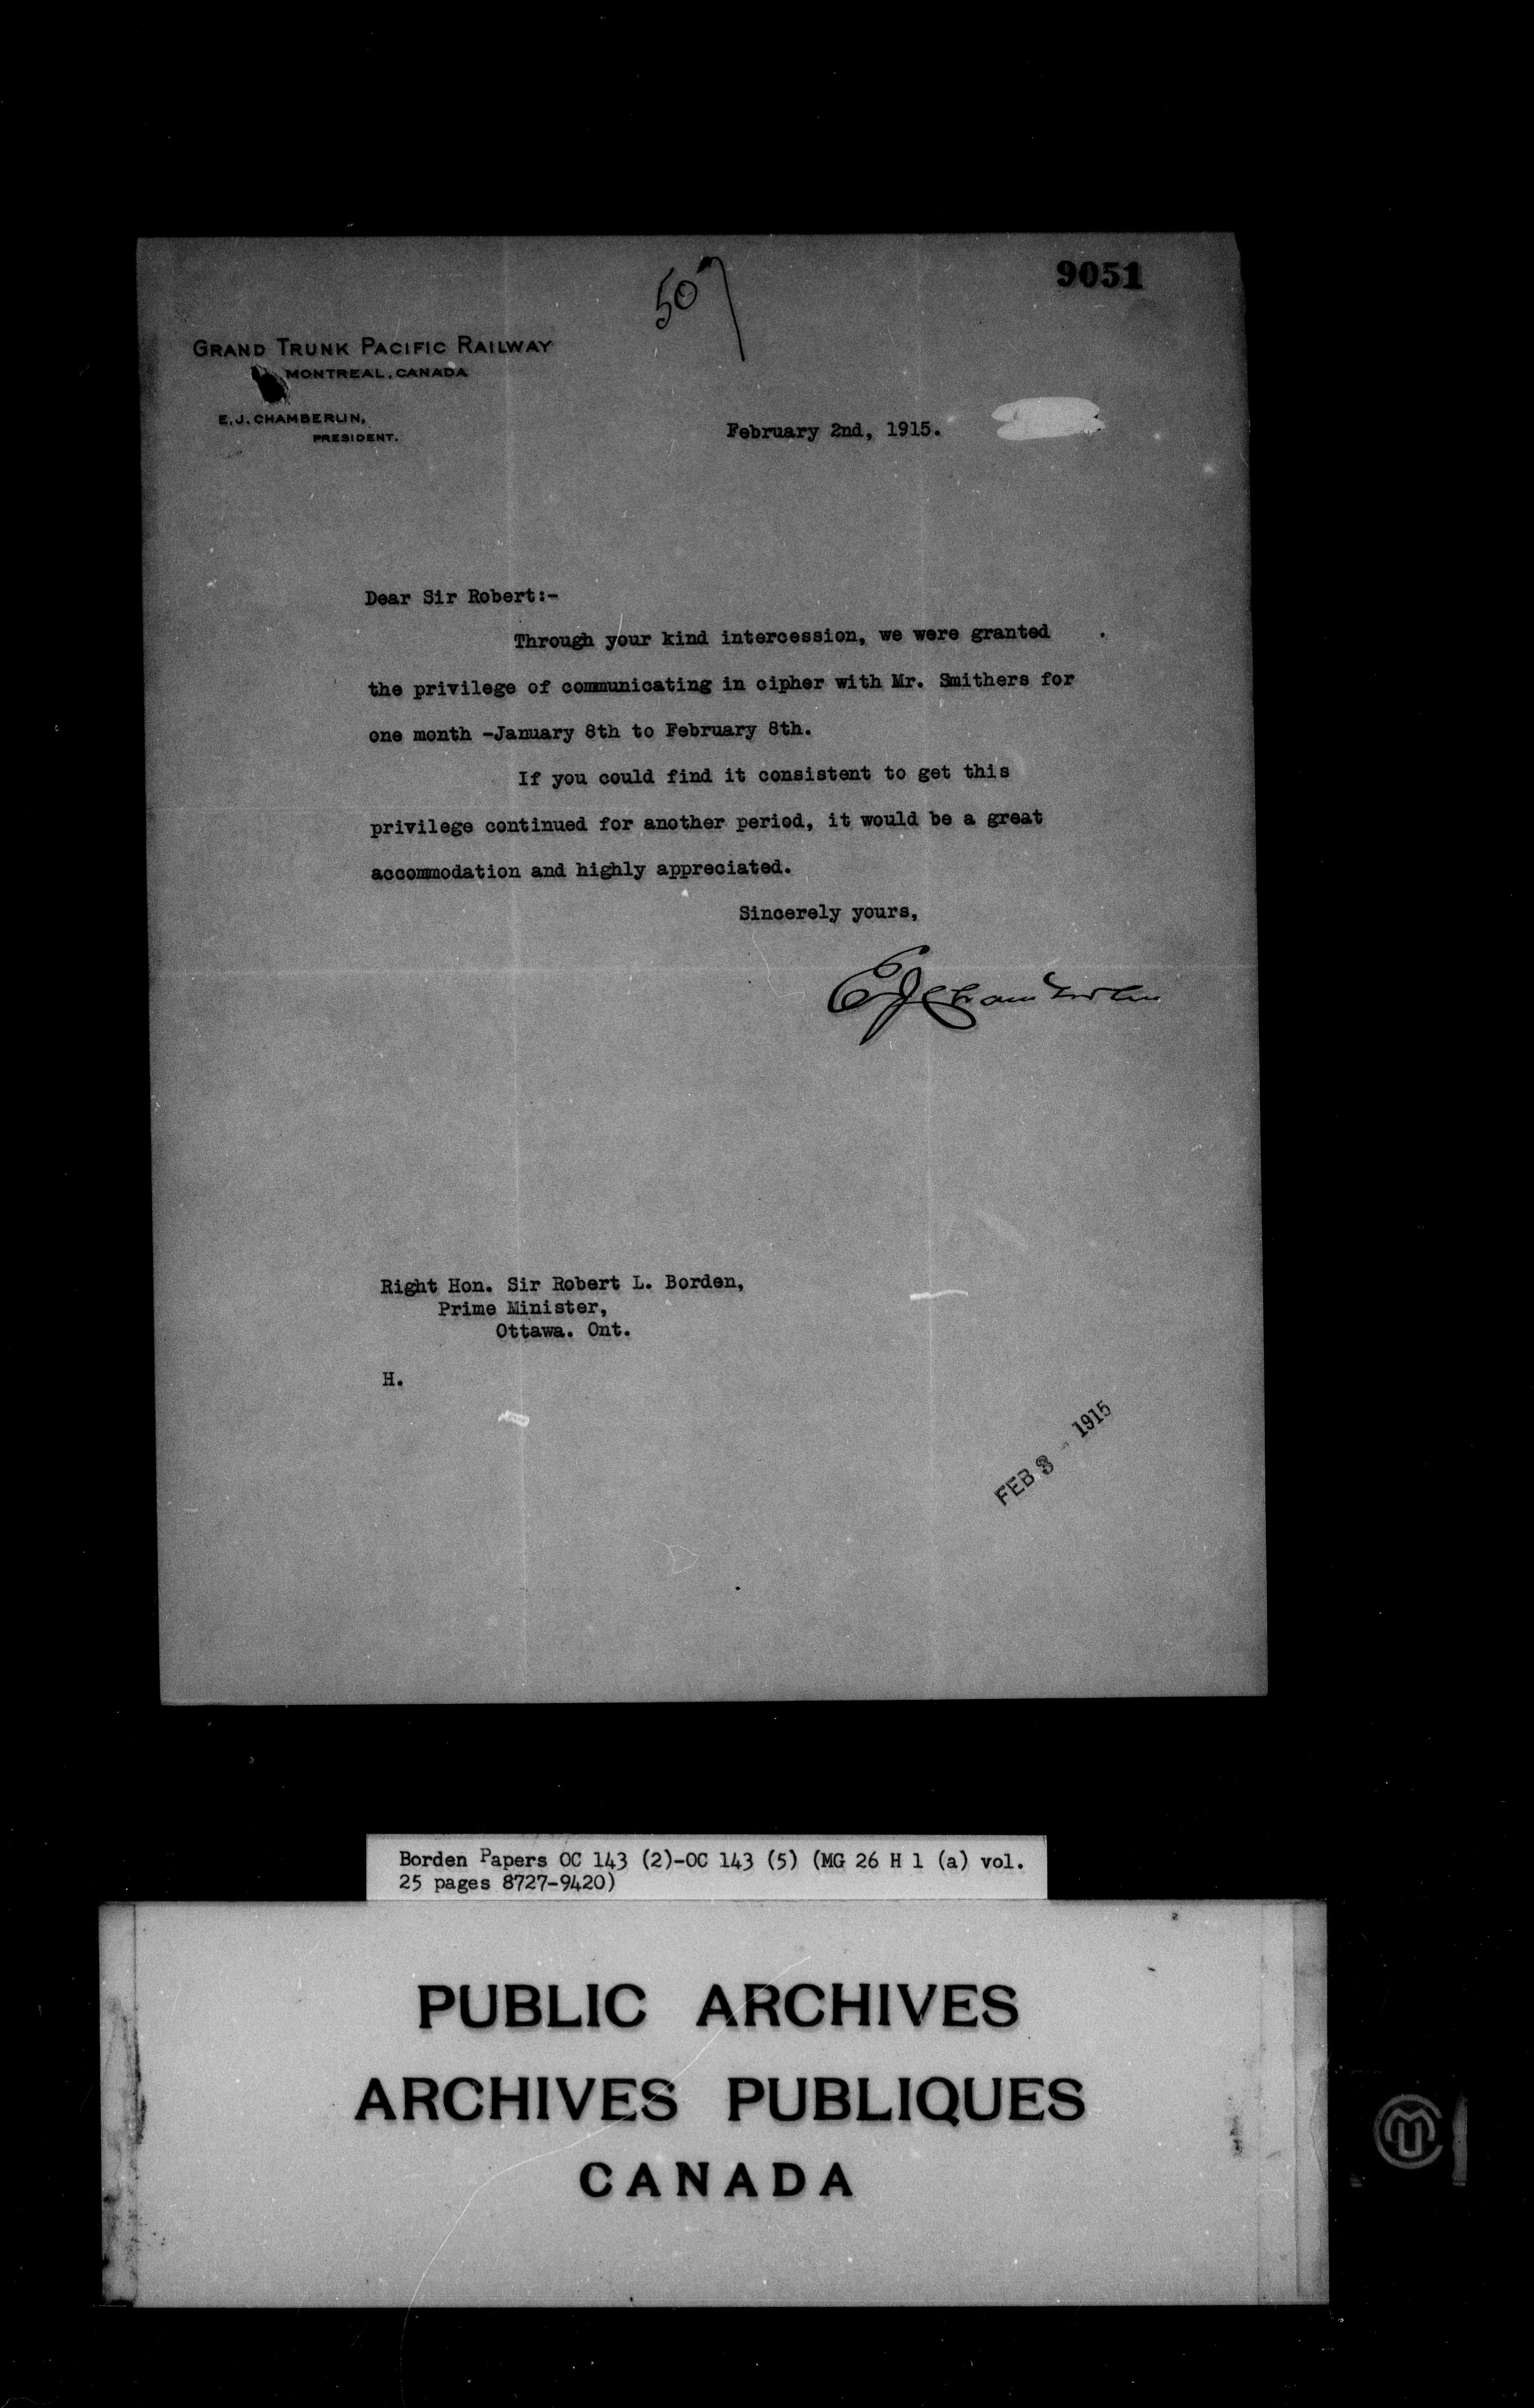 9051
507
GRAND TRUNK PACIFIC RAILWAY
MONTREAL, CANADA
E. J. CHAMBERLIN,
PRESIDENT.
February 2nd, 1915.
Dear Sir Robert:-
Through your kind intercession, we were granted
the privilege of communicating in cipher with Mr. Smithers for
one month -January 8th to February 8th.
If you could find it consistent to get this
privilege continued for another period, it would be a great
accommodation and highly appreciated.
Sincerely yours,
EJChamberlin
Right Hon. Sir Robert L. Borden,
Prime Minister,
Ottawa. Ont.
H.
FEB 3 - 1915
Borden Papers OC 143 (2)-OC 143 (5) (MG 26 H 1 (a) vol.
25 pages 8727-9420)
PUBLIC ARCHIVES
ARCHIVES PUBLIQUES
CANADA